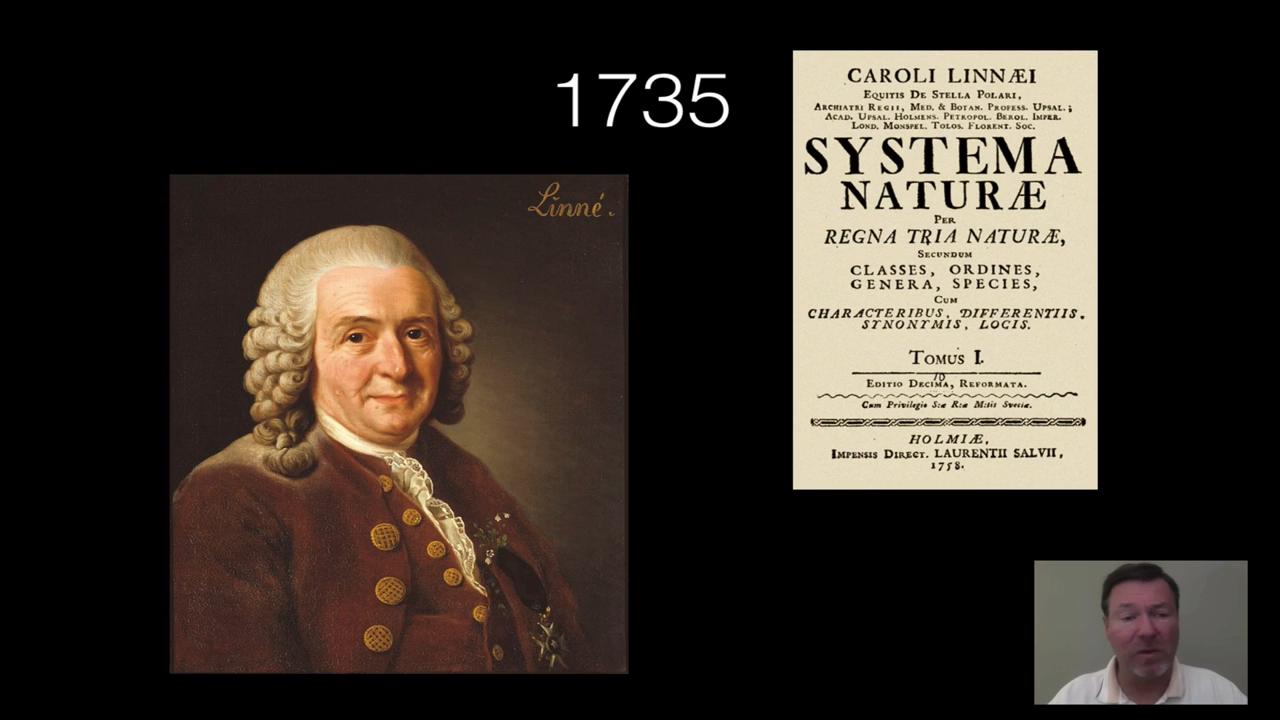 1735
Linné.
CAROLI LINNÆI
EQUITIS DE STELLA POLARI,
ARCHIATRI REGII, MED. & BOTAN. PROFESS. UPSAL.;
ACAD. UPSAL. HOLMENS. PETROPOL. BEROL. IMPER.
LOND. MONSPEL. TOLOS. FLORENT. SOC.
SYSTEMA
NATURÆ
PER
REGNA TRIA NATURÆ,
SECUNDUM
CLASSES, ORDINES,
GENERA, SPECIES,
CUM
CHARACTERIBUS, DIFFERENTIIS.
SYNONYMIS, LOCIS.
TOMUS I.
10
EDITIO DECIMA, REFORMATA.
Cum Privilegio S:æ R:æ M:tis Sveciæ.
HOLMIÆ,
IMPENSIS DIRECT. LAURENTII SALVII,
1758.